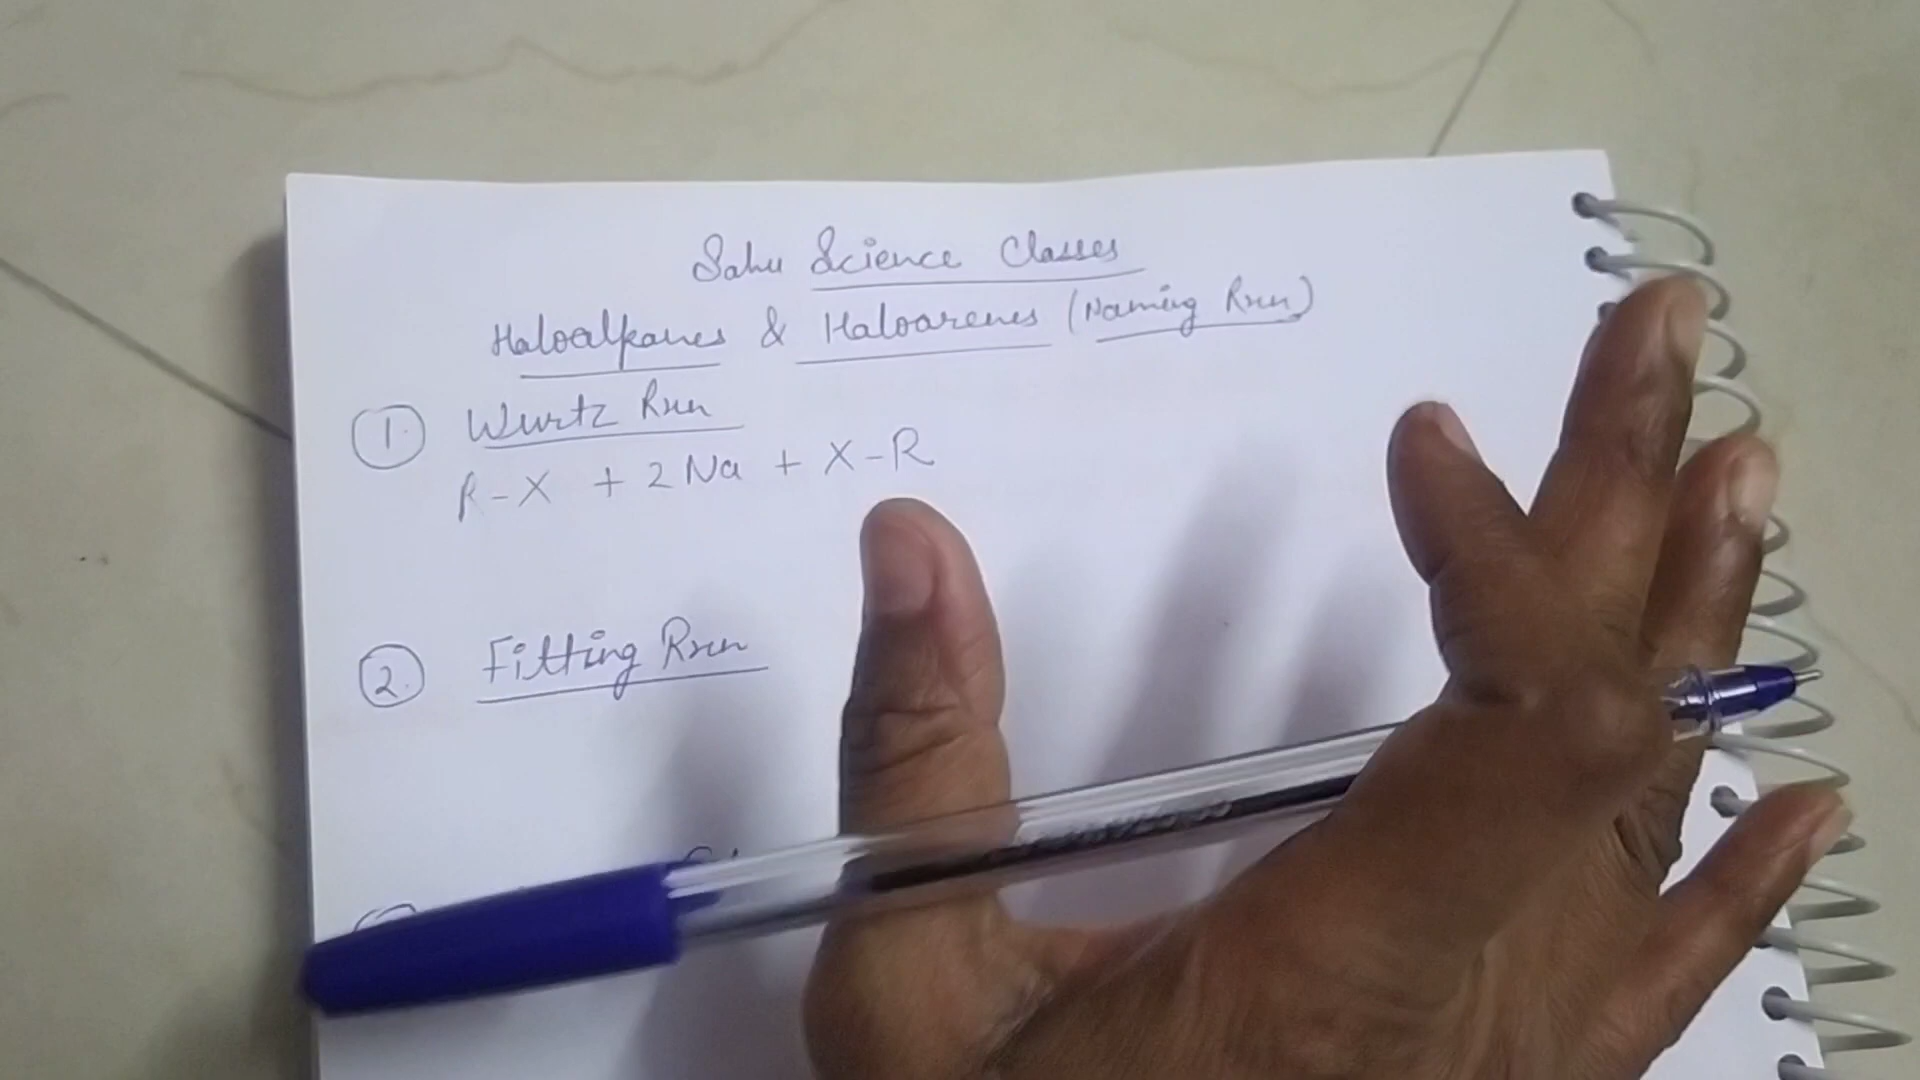 Sahu Science Classes
Haloalkanes & Haloarenes (Naming Rxn)
1. Wurtz Rxn
R-X + 2Na + X-R
2. Fitting Rxn